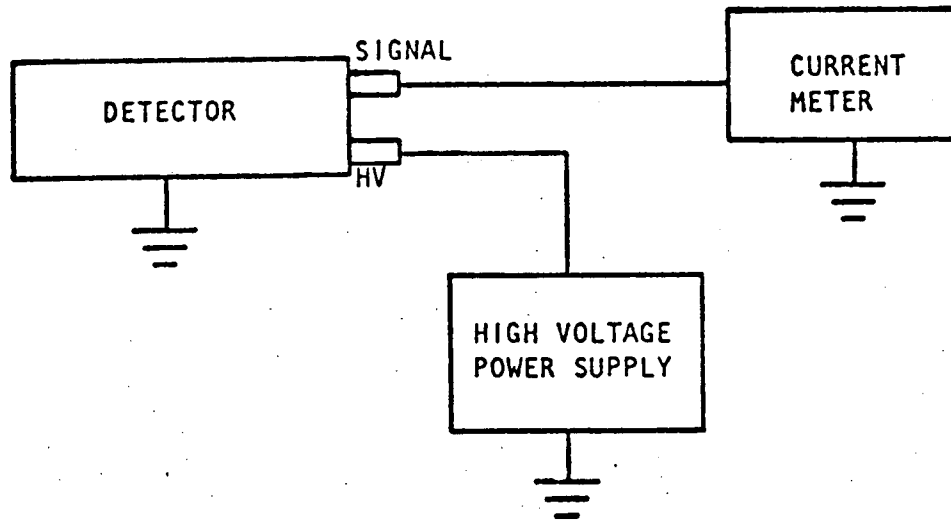 SIGNAL
DETECTOR
HV
CURRENT
METER
HIGH VOLTAGE
POWER SUPPLY